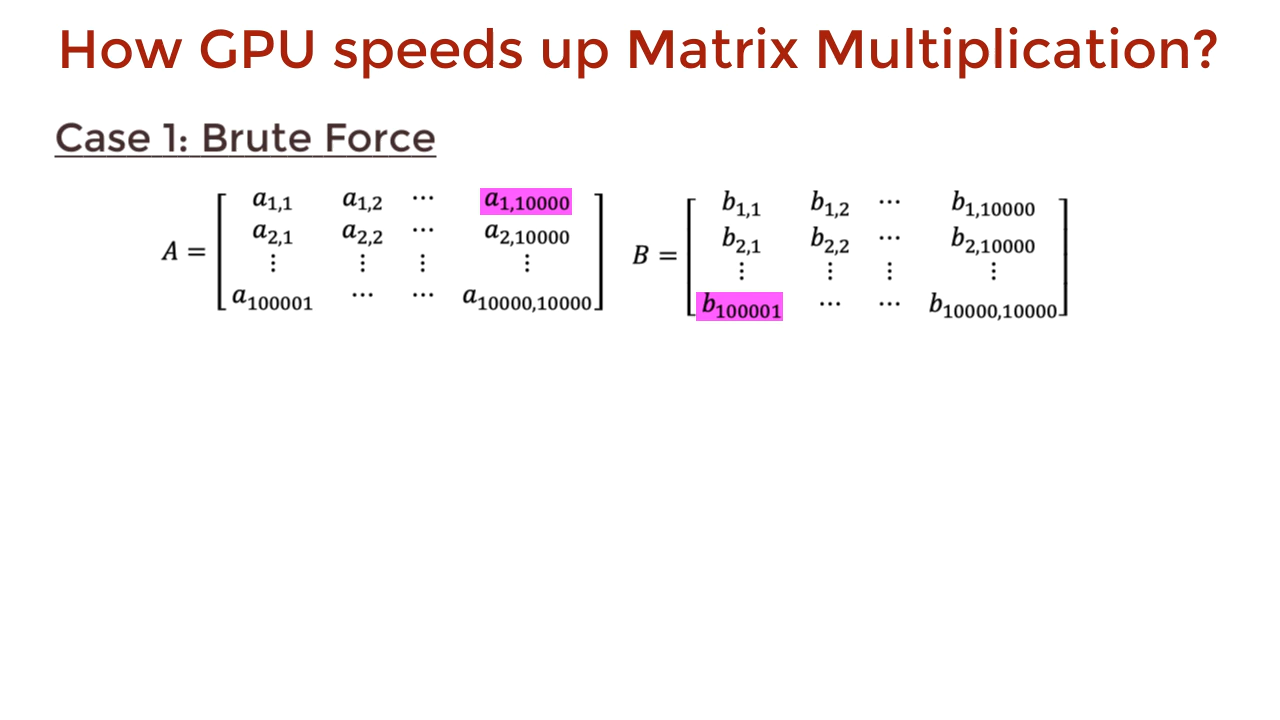 How GPU speeds up Matrix Multiplication?
Case 1: Brute Force
A = [ a1,1 a1,2 ⋯ a1,10000
a2,1 a2,2 ⋯ a2,10000
⋮ ⋮ ⋮ ⋮
a100001 ⋯ ⋯ a10000,10000 ]
B = [ b1,1 b1,2 ⋯ b1,10000
b2,1 b2,2 ⋯ b2,10000
⋮ ⋮ ⋮ ⋮
b100001 ⋯ ⋯ b10000,10000 ]